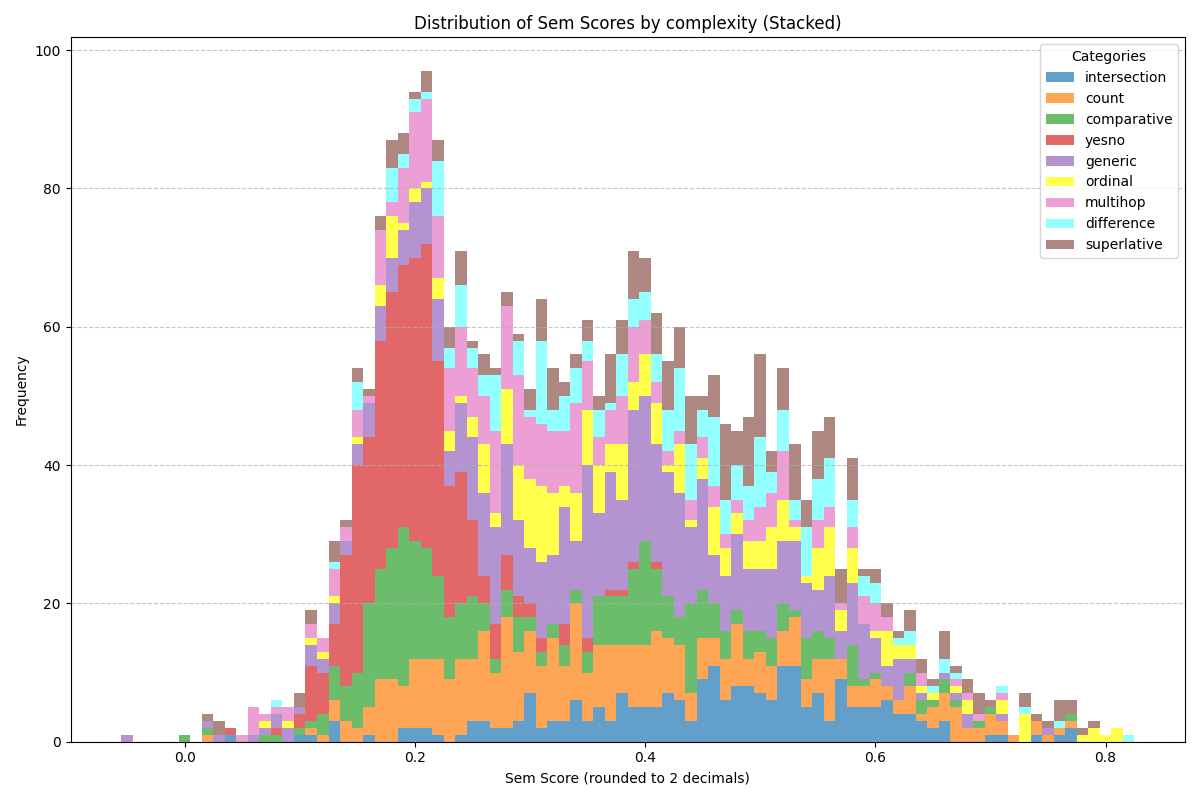 Distribution of Sem Scores by complexity (Stacked)
Categories
intersection
count
comparative
yesno
generic
ordinal
multihop
difference
superlative
Frequency
100
80
60
40
20
0
0.0 0.2 0.4 0.6 0.8
Sem Score (rounded to 2 decimals)